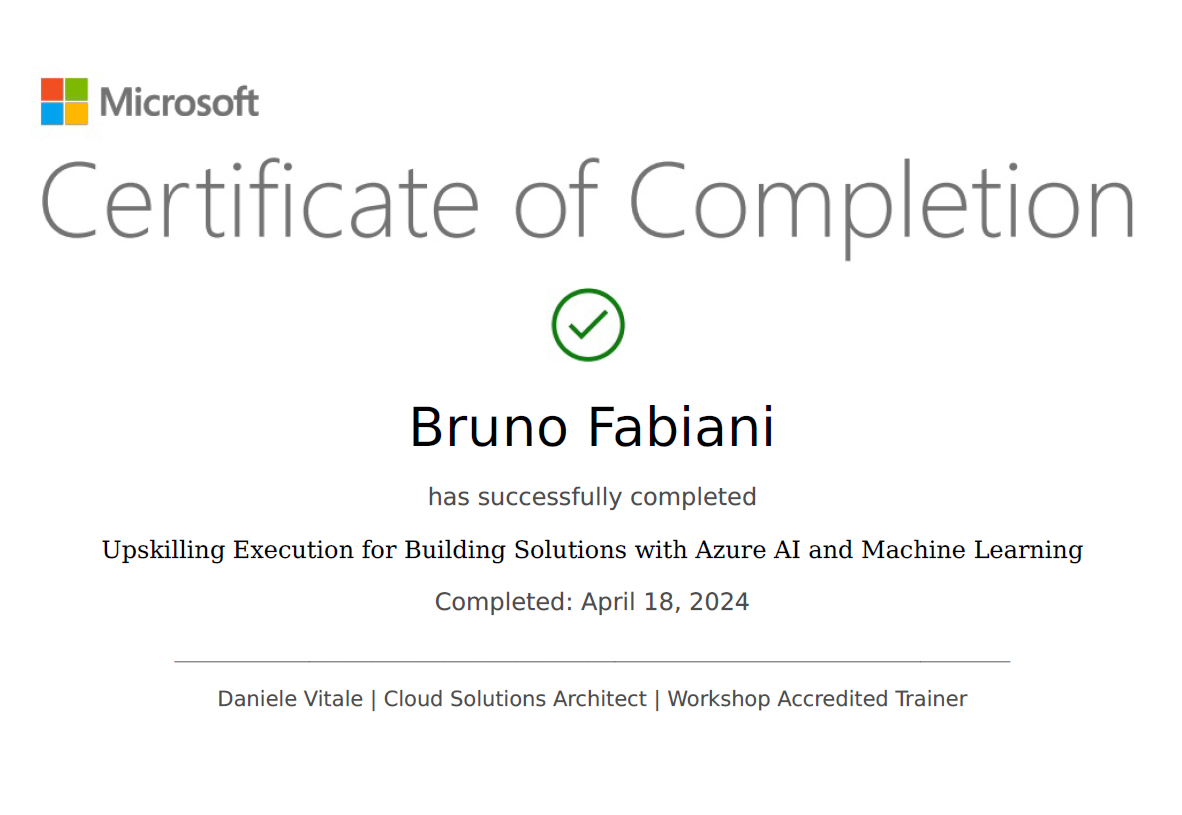 Microsoft
Certificate of Completion
Bruno Fabiani
has successfully completed
Upskilling Execution for Building Solutions with Azure AI and Machine Learning
Completed: April 18, 2024
Daniele Vitale | Cloud Solutions Architect | Workshop Accredited Trainer